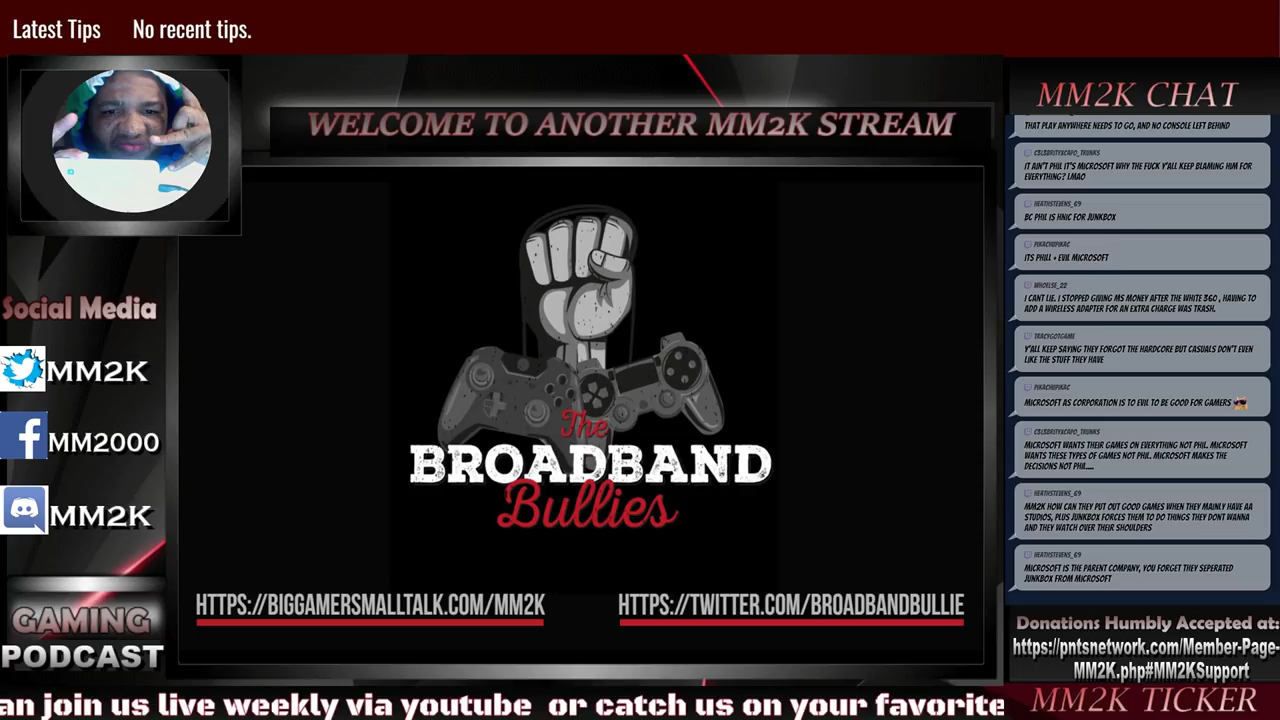 Latest Tips No recent tips.
WELCOME TO ANOTHER MM2K STREAM
Social Media
MM2K
MM2000
MM2K
GAMING
PODCAST
The
BROADBAND
Bullies
HTTPS://BIGGAMERSMALLTALK.COM/MM2K
HTTPS://TWITTER.COM/BROADBANDBULLIE
MM2K CHAT
THAT PLAY ANYWHERE NEEDS TO GO, AND NO CONSOLE LEFT BEHIND
C3L3BRITYXCAPO_TRUNKS
IT AIN'T PHIL IT'S MICROSOFT WHY THE FUCK Y'ALL KEEP BLAMING HIM FOR
EVERYTHING? LMAO
HEATHSTEVENS_69
BC PHIL IS HNIC FOR JUNKBOX
PIKACHUPIKAC
ITS PHILL + EVIL MICROSOFT
WHOELSE_22
I CANT LIE. I STOPPED GIVING MS MONEY AFTER THE WHITE 360 , HAVING TO
ADD A WIRELESS ADAPTER FOR AN EXTRA CHARGE WAS TRASH.
TRACYGOTGAME
Y'ALL KEEP SAYING THEY FORGOT THE HARDCORE BUT CASUALS DON'T EVEN
LIKE THE STUFF THEY HAVE
PIKACHUPIKAC
MICROSOFT AS CORPORATION IS TO EVIL TO BE GOOD FOR GAMERS
C3L3BRITYXCAPO_TRUNKS
MICROSOFT WANTS THEIR GAMES ON EVERYTHING NOT PHIL. MICROSOFT
WANTS THESE TYPES OF GAMES NOT PHIL. MICROSOFT MAKES THE
DECISIONS NOT PHIL....
HEATHSTEVENS_69
MM2K HOW CAN THEY PUT OUT GOOD GAMES WHEN THEY MAINLY HAVE AA
STUDIOS, PLUS JUNKBOX FORCES THEM TO DO THINGS THEY DONT WANNA
AND THEY WATCH OVER THEIR SHOULDERS
HEATHSTEVENS_69
MICROSOFT IS THE PARENT COMPANY, YOU FORGET THEY SEPERATED
JUNKBOX FROM MICROSOFT
Donations Humbly Accepted at:
https://pntsnetwork.com/Member-Page-
MM2K.php#MM2KSupport
MM2K TICKER
an join us live weekly via youtube or catch us on your favorite